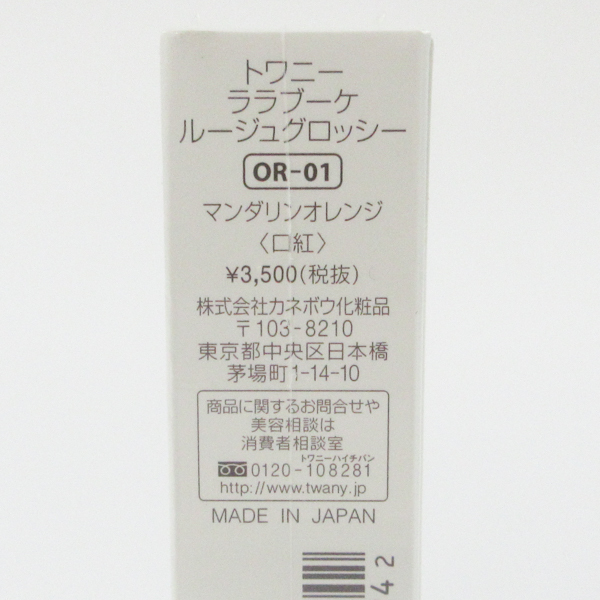 トワニー
ララブーケ
ルージュグロッシー
OR-01
マンダリンオレンジ
〈口紅〉
¥3,500(税抜)
株式会社カネボウ化粧品
〒103-8210
東京都中央区日本橋
茅場町1-14-10
商品に関するお問合せや
美容相談は
消費者相談室
トワニーハイチバン
0120-108281
http://www.twany.jp
MADE IN JAPAN
42